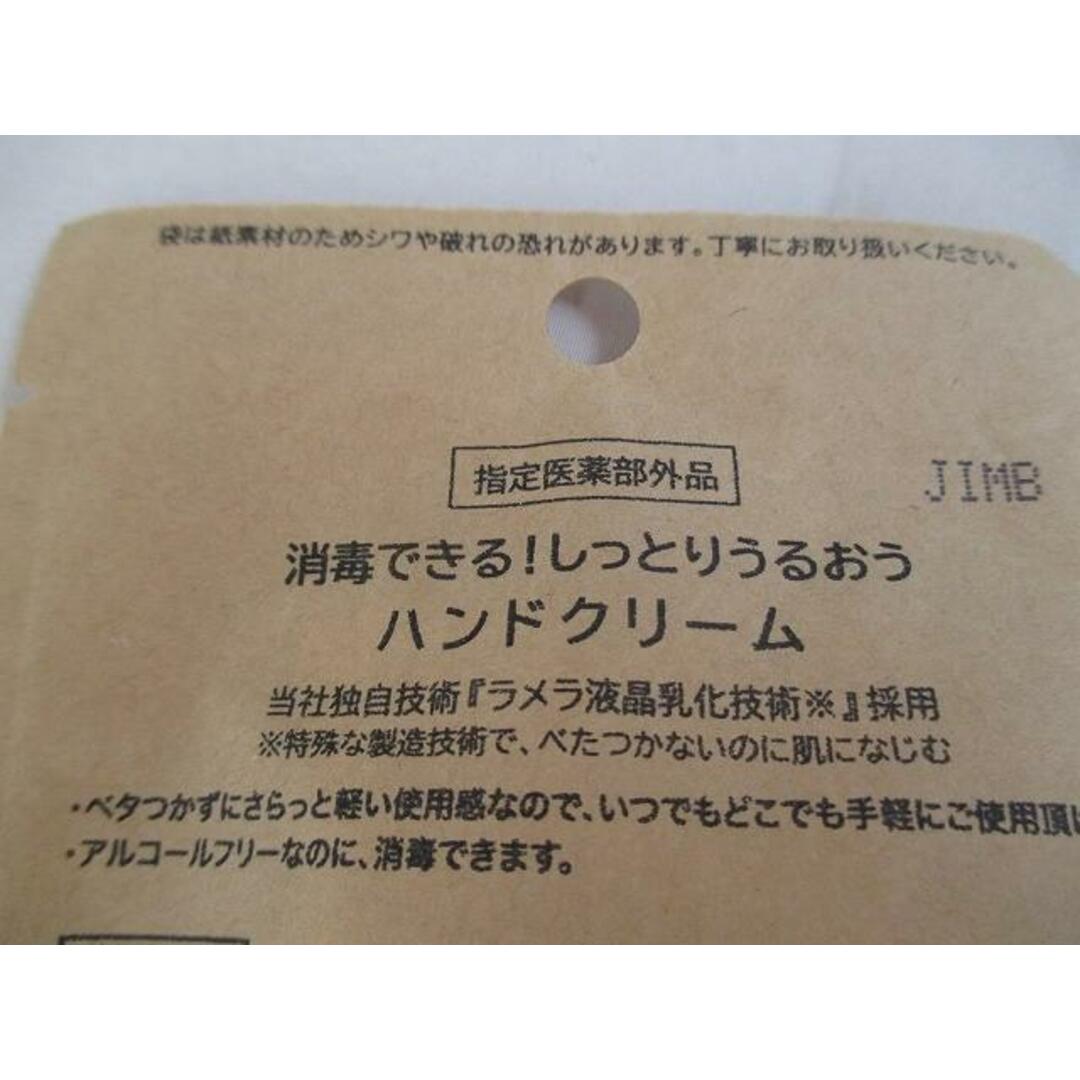 袋は紙素材のためシワや破れの恐れがあります。丁寧にお取り扱いください。
指定医薬部外品
JIMB
消毒できる!しっとりうるおう
ハンドクリーム
当社独自技術『ラメラ液晶乳化技術※』採用
※特殊な製造技術で、べたつかないのに肌になじむ
・ベタつかずにさらっと軽い使用感なので、いつでもどこでも手軽にご使用頂け
・アルコールフリーなのに、消毒できます。